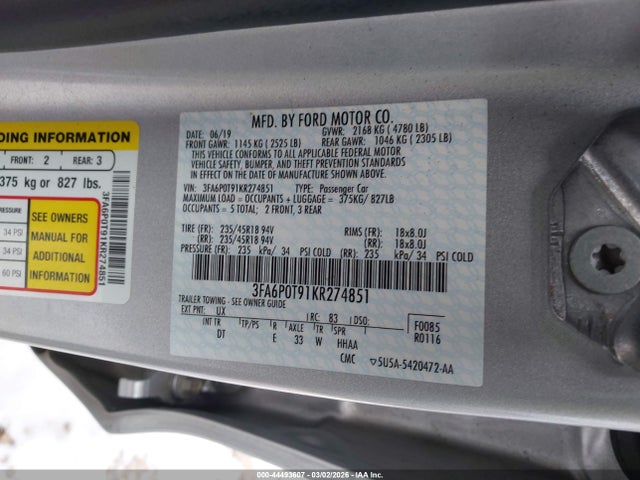 DING INFORMATION
FRONT: 2 REAR: 3
375 kg or 827 lbs.
34 PSI
34 PSI
60 PSI
SEE OWNERS
MANUAL FOR
ADDITIONAL
INFORMATION
3FA6P0T91KR274851
MFD. BY FORD MOTOR CO.
06/19 GVWR: 2168 KG ( 4780 LB)
FRONT GAWR: 1145 KG ( 2525 LB) REAR GAWR: 1046 KG ( 2305 LB)
THIS VEHICLE CONFORMS TO ALL APPLICABLE FEDERAL MOTOR
VEHICLE SAFETY, BUMPER, AND THEFT PREVENTION STANDARDS
IN EFFECT ON THE DATE OF MANUFACTURE SHOWN ABOVE.
VIN: 3FA6P0T91KR274851 TYPE: Passenger Car
MAXIMUM LOAD = OCCUPANTS + LUGGAGE = 375KG/ 827LB
OCCUPANTS = 5 TOTAL; 2 FRONT, 3 REAR
TIRE (FR): 235/45R18 94V RIMS (FR): 18x8.0J
(RR): 235/45R18 94V (RR): 18x8.0J
PRESSURE (FR): 235 kPa/ 34 PSI COLD (RR): 235 kPa/ 34 PSI COLD
3FA6P0T91KR274851
TRAILER TOWING - SEE OWNER GUIDE
EXT PNT: UX RC: 83 DSO: F0085
INT TR TP/PS R AXLE TR SPR R0116
DT E 33 W HHAA
CMC 5U5A-5420472-AA
000-44493607 - 03/02/2026 - IAA Inc.